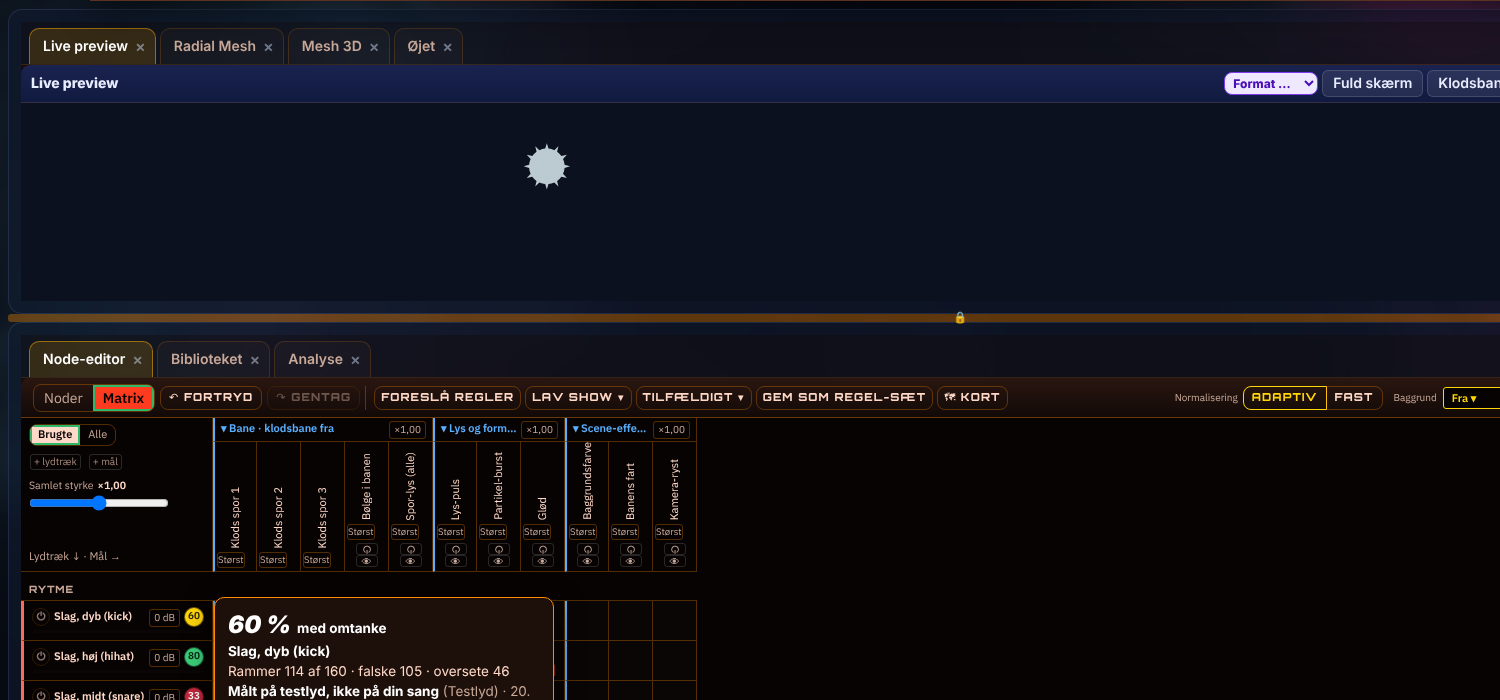 Live preview × Radial Mesh × Mesh 3D × Øjet ×
Live preview Format ... Fuld skærm Klodsban
Node-editor × Biblioteket × Analyse ×
Noder Matrix ↶ FORTRYD ↷ GENTAG FORESLÅ REGLER LAV SHOW ▾ TILFÆLDIGT ▾ GEM SOM REGEL-SÆT 🗺 KORT Normalisering ADAPTIV FAST Baggrund Fra ▾
Brugte Alle
+ lydtræk + mål
Samlet styrke ×1,00
Lydtræk ↓ · Mål →
▾ Bane · klodsbane fra ×1,00 ▾ Lys og form... ×1,00 ▾ Scene-effe... ×1,00
Klods spor 1
Størst
Klods spor 2
Størst
Klods spor 3
Størst
Bølge i banen
Størst
Spor-lys (alle)
Størst
Lys-puls
Størst
Partikel-burst
Størst
Glød
Størst
Baggrundsfarve
Størst
Banens fart
Størst
Kamera-ryst
Størst
RYTME
Slag, dyb (kick) 0 dB 60
Slag, høj (hihat) 0 dB 80
Slag, midt (snare) 0 dB 33
60 % med omtanke
Slag, dyb (kick)
Rammer 114 af 160 · falske 105 · oversete 46
Målt på testlyd, ikke på din sang (Testlyd) · 20.